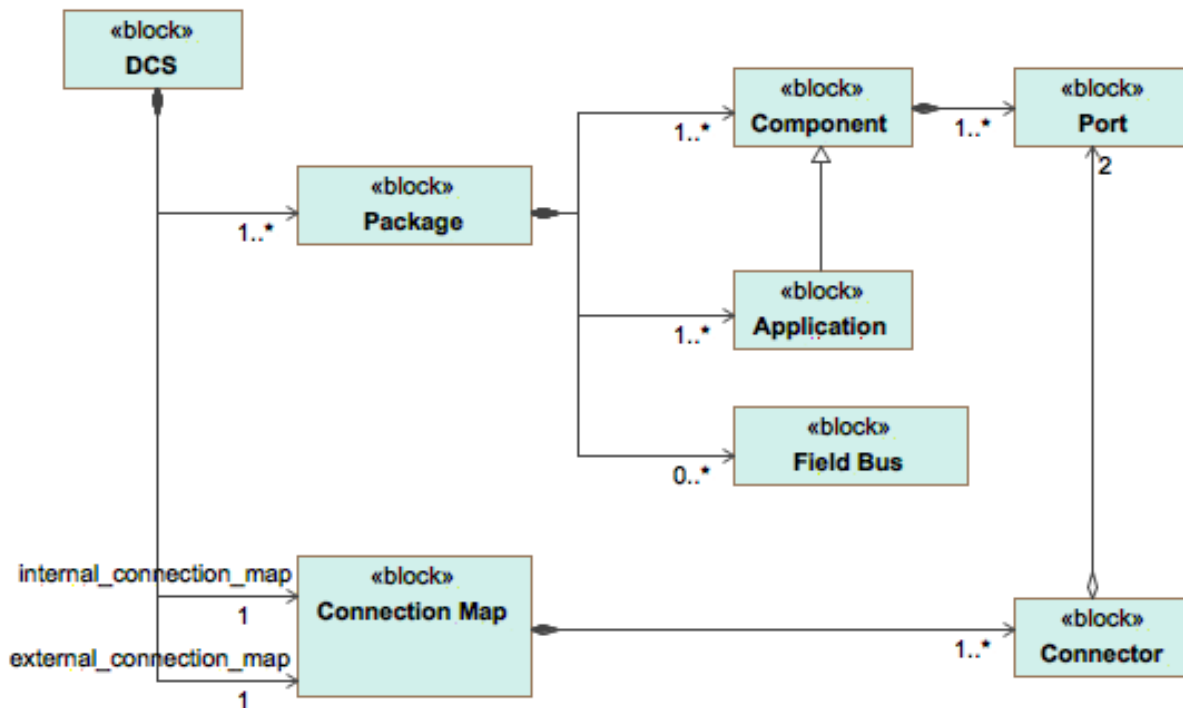 «block»
DCS
«block»
Component
1..*
«block»
Port
1..*
2
«block»
Package
1..*
«block»
Application
1..*
«block»
Field Bus
0..*
internal_connection_map
1
external_connection_map
1
«block»
Connection Map
«block»
Connector
1..*